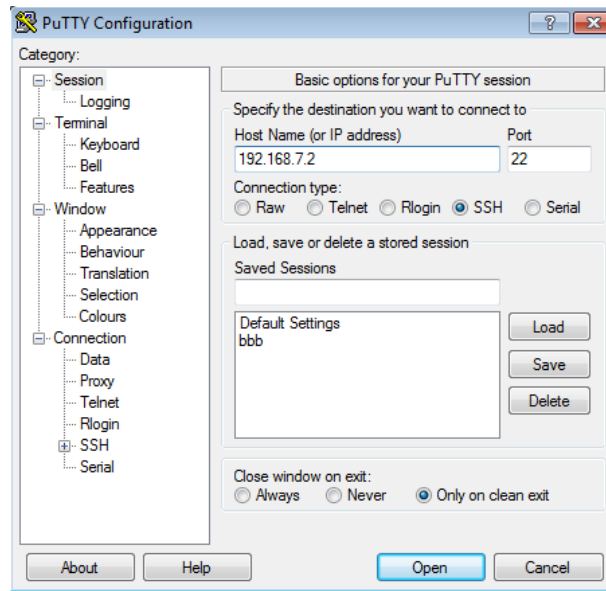 PuTTY Configuration
Category:
Session
Logging
Terminal
Keyboard
Bell
Features
Window
Appearance
Behaviour
Translation
Selection
Colours
Connection
Data
Proxy
Telnet
Rlogin
SSH
Serial
Basic options for your PuTTY session
Specify the destination you want to connect to
Host Name (or IP address) Port
192.168.7.2 22
Connection type:
Raw Telnet Rlogin SSH Serial
Load, save or delete a stored session
Saved Sessions
Default Settings
bbb
Load
Save
Delete
Close window on exit:
Always Never Only on clean exit
About Help Open Cancel